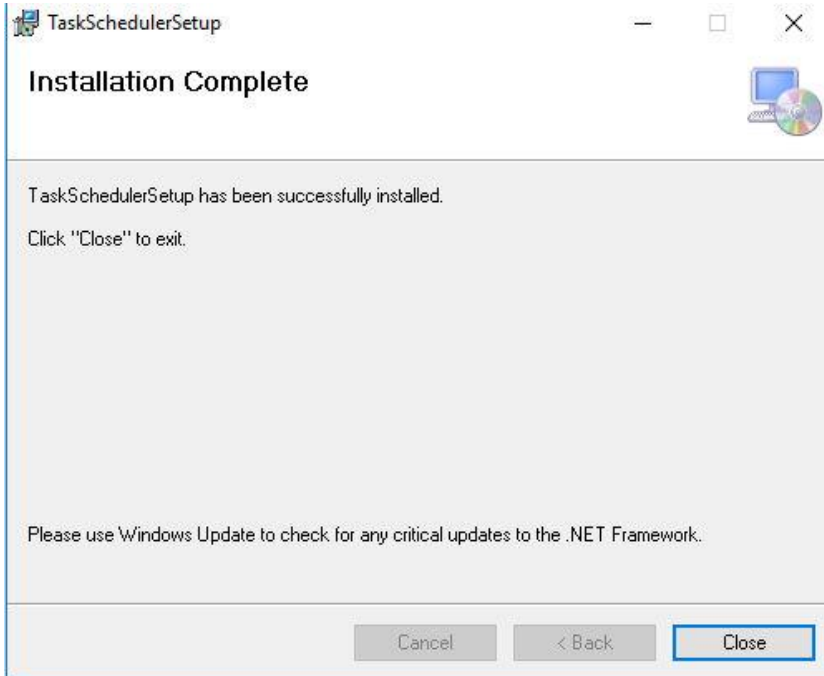 TaskSchedulerSetup
Installation Complete
TaskSchedulerSetup has been successfully installed.
Click "Close" to exit.
Please use Windows Update to check for any critical updates to the .NET Framework.
Cancel
< Back
Close